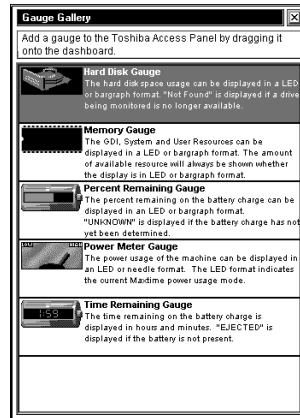 Gauge Gallery
Add a gauge to the Toshiba Access Panel by dragging it
onto the dashboard.
Hard Disk Gauge
The hard disk space usage can be displayed in a LED
or bargraph format. "Not Found" is displayed if a drive
being monitored is no longer available.
Memory Gauge
The GDI, System and User Resources can be
displayed in a LED or bargraph format. The amount
of available resource will always be shown whether
the display is in LED or bargraph format.
Percent Remaining Gauge
The percent remaining on the battery charge can be
displayed in an LED or bargraph format.
"UNKNOWN" is displayed if the battery charge has not
yet been determined.
LOW HIGH
Power Meter Gauge
The power usage of the machine can be displayed in
an LED or needle format. The LED format indicates
the current Maxtime power usage mode.
1:59
Time Remaining Gauge
The time remaining on the battery charge is
displayed in hours and minutes. "EJECTED" is
displayed if the battery is not present.